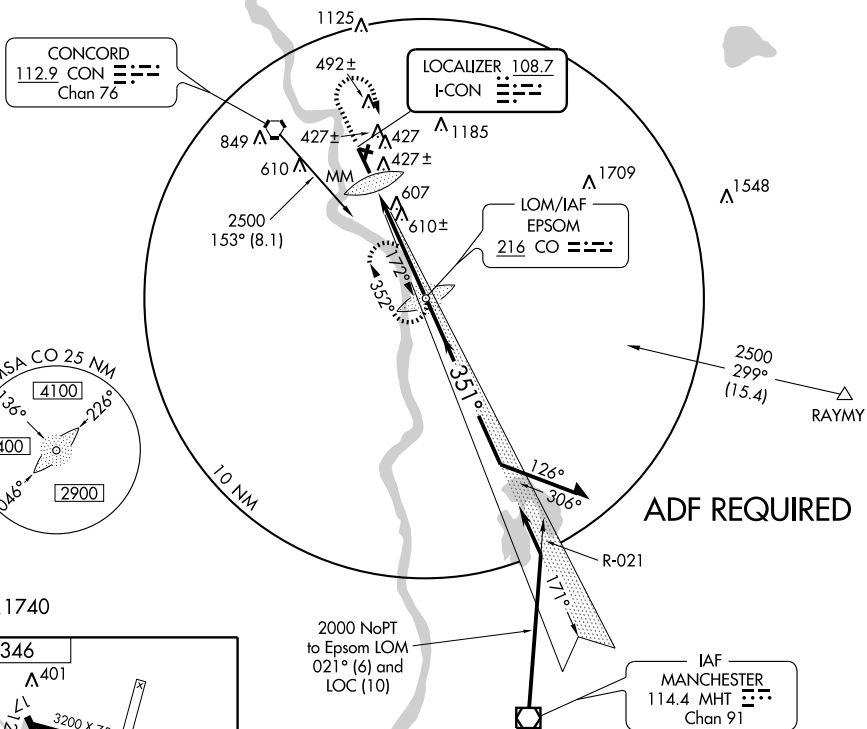 1125
CONCORD
112.9 CON
Chan 76
492±
LOCALIZER 108.7
I-CON
849
427±
427
1185
610
427±
MM
1709
1548
607
610±
2500
153° (8.1)
LOM/IAF
EPSOM
216 CO
172°
352°
MSA CO 25 NM
136°
4100
226°
046°
2900
351°
2500
299°
(15.4)
RAYMY
10 NM
126°
306°
ADF REQUIRED
R-021
171°
1740
2000 NoPT
to Epsom LOM
021° (6) and
LOC (10)
346
401
3200 X 75
X
IAF
MANCHESTER
114.4 MHT
Chan 91